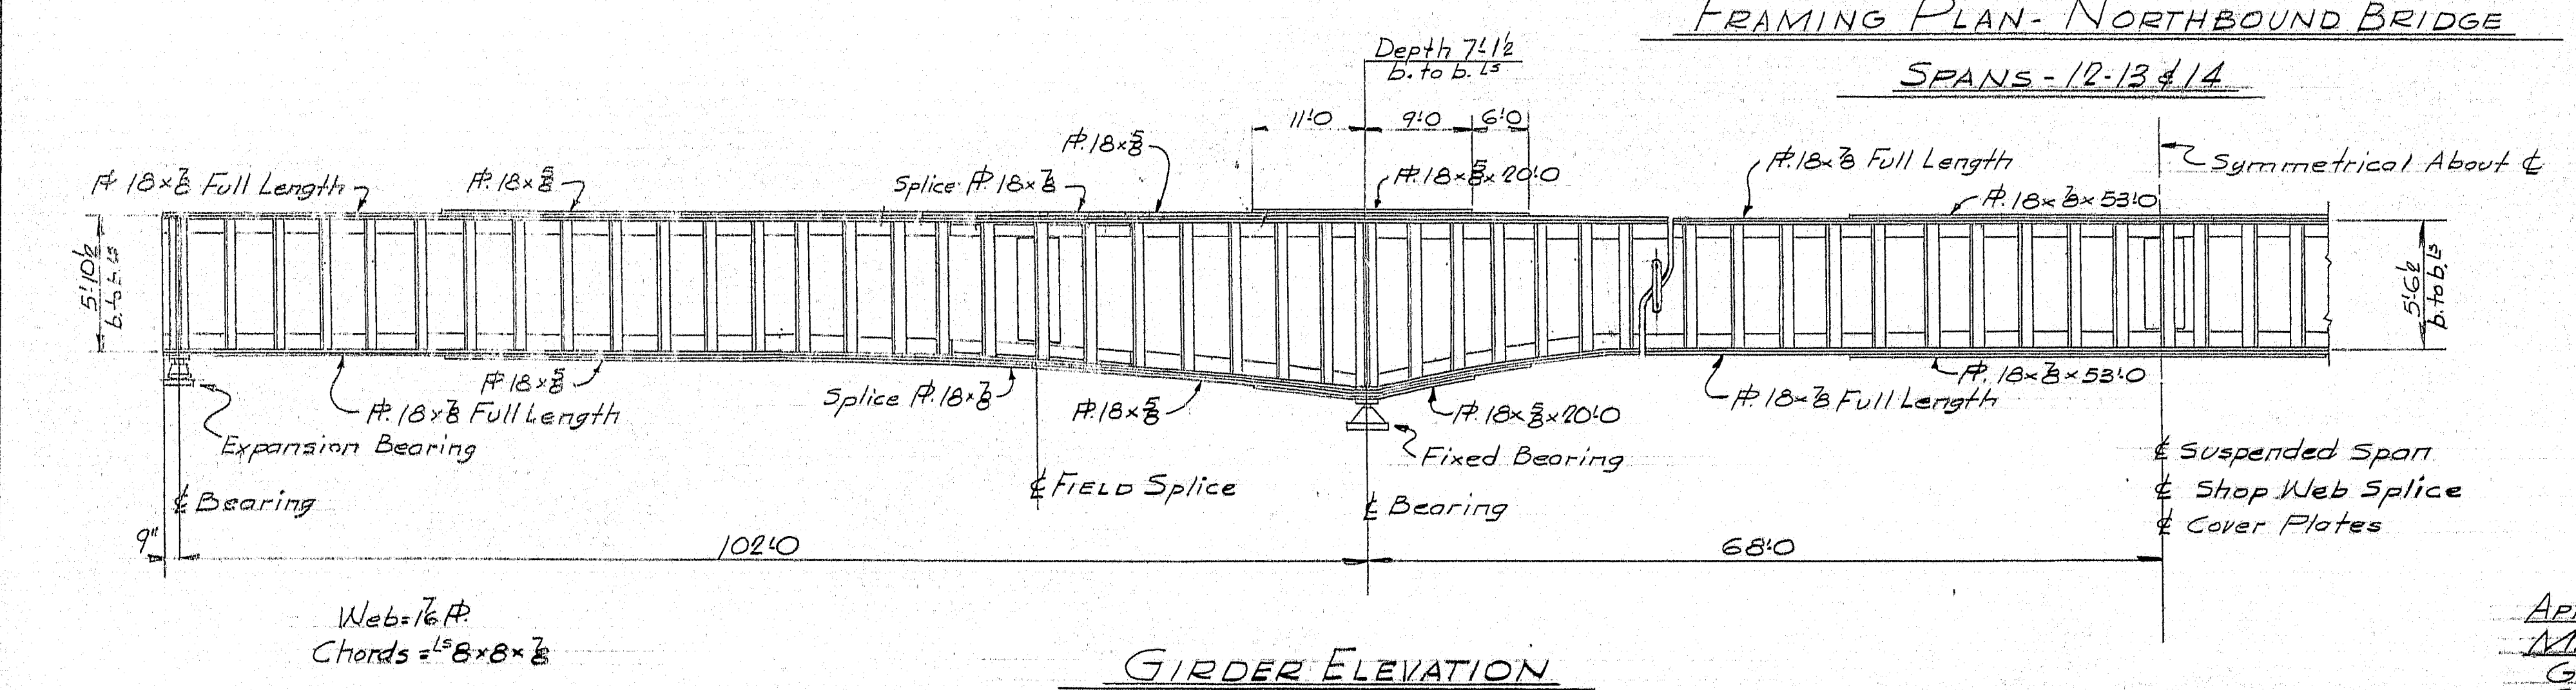 FRAMING PLAN- NORTHBOUND BRIDGE
SPANS - 12-13 & 14
Depth 7'-1½
b. to b. Ls
11'-0
9'-0
6'-0
PL 18×⅞ Full Length
PL. 18×⅝
Splice PL 18×⅞
PL. 18×⅝
PL. 18×⅝×20'-0
PL. 18×⅞ Full Length
PL. 18×⅞×53'-0
Symmetrical About ℄
5'-10½
b. to b. Ls
5'-6½
b. to b. Ls
PL 18×⅝
PL. 18×⅞ Full Length
Splice PL. 18×⅞
PL. 18×⅝
PL. 18×⅝×20'-0
PL. 18×⅞ Full Length
PL. 18×⅞×53'-0
Expansion Bearing
Fixed Bearing
℄ Bearing
℄ FIELD Splice
℄ Bearing
℄ Suspended Span
℄ Shop Web Splice
℄ Cover Plates
9"
102'-0
68'-0
Web = 7/16 PL.
Chords = Ls 8×8×⅞
GIRDER ELEVATION